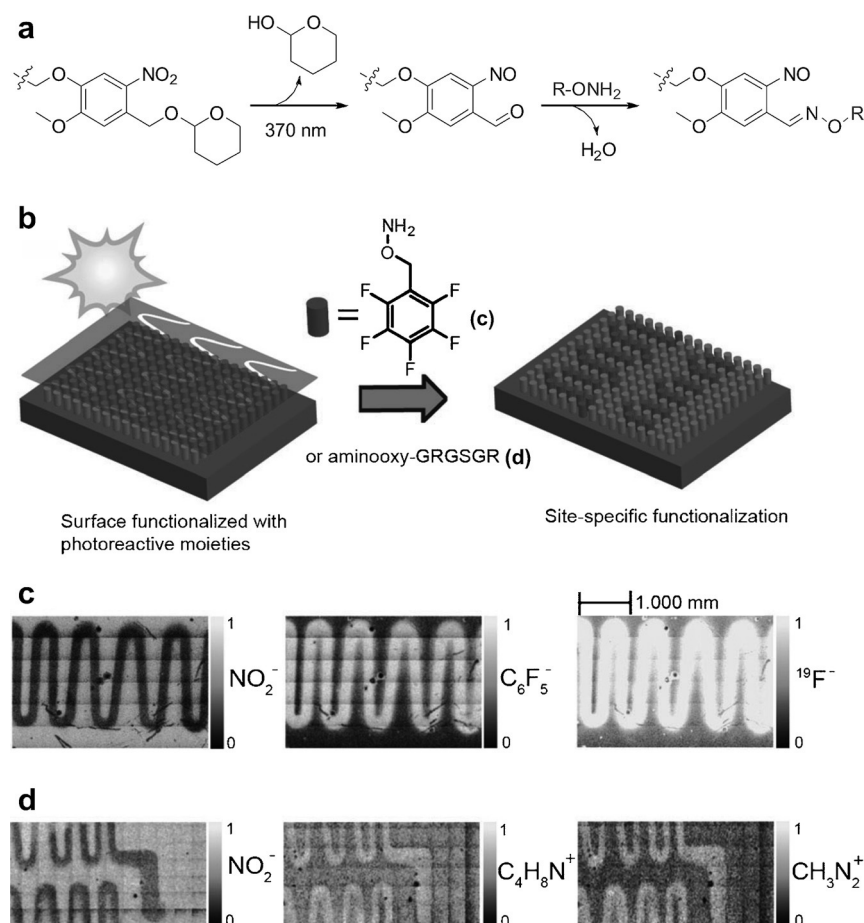 a
HO
O
O
NO2
O
O
O
370 nm
O
NO
O
O
R-ONH2
H2O
O
NO
O
N
O
R
b
NH2
O
F
F
F
F
F
(c)
or aminooxy-GRGSGR (d)
Surface functionalized with
photoreactive moieties
Site-specific functionalization
c
1
NO2−
0
1
C6F5−
0
1.000 mm
1
19F−
0
d
1
NO2−
0
1
C4H8N+
0
1
CH3N2+
0